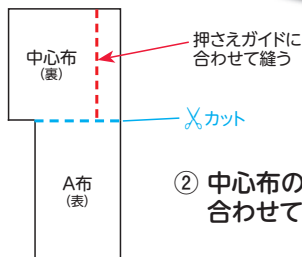 中心布
(裏)
押さえガイドに
合わせて縫う
カット
A布
(表)
② 中心布の
合わせて